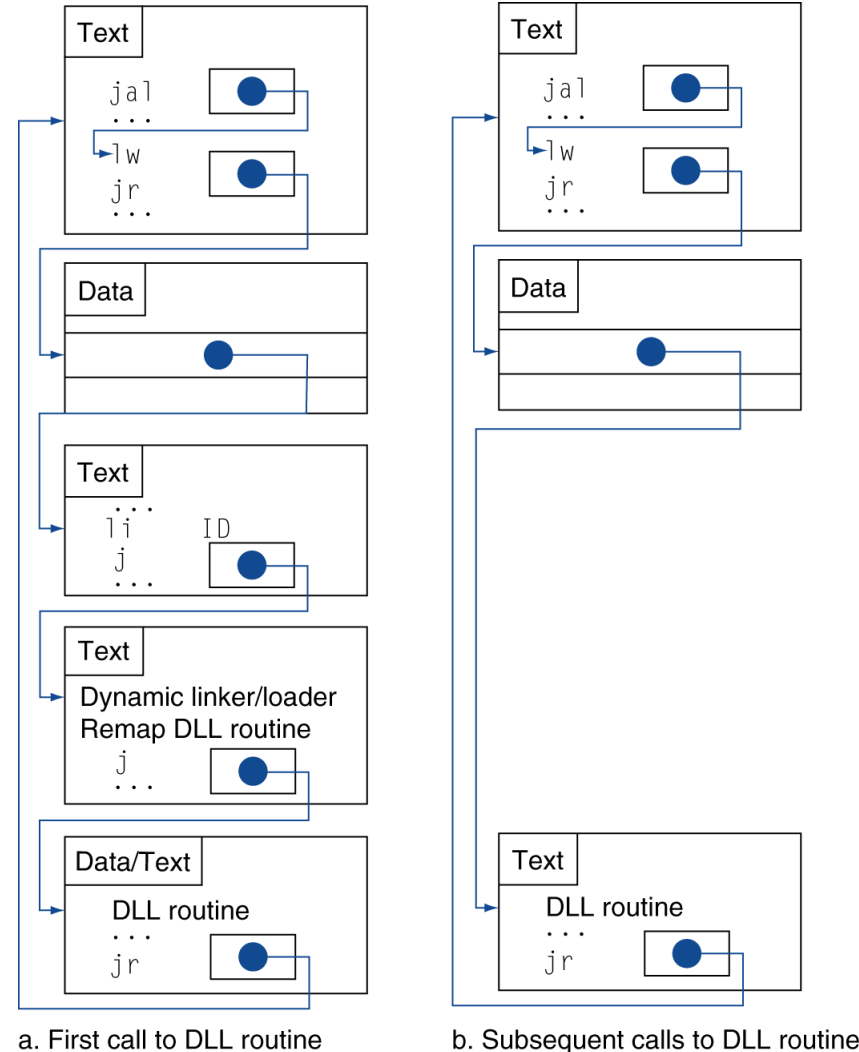 Text
jal
...
lw
jr
...
Data
Text
...
li ID
j
...
Text
Dynamic linker/loader
Remap DLL routine
j
...
Data/Text
DLL routine
...
jr
a. First call to DLL routine
Text
jal
...
lw
jr
...
Data
Text
DLL routine
...
jr
b. Subsequent calls to DLL routine